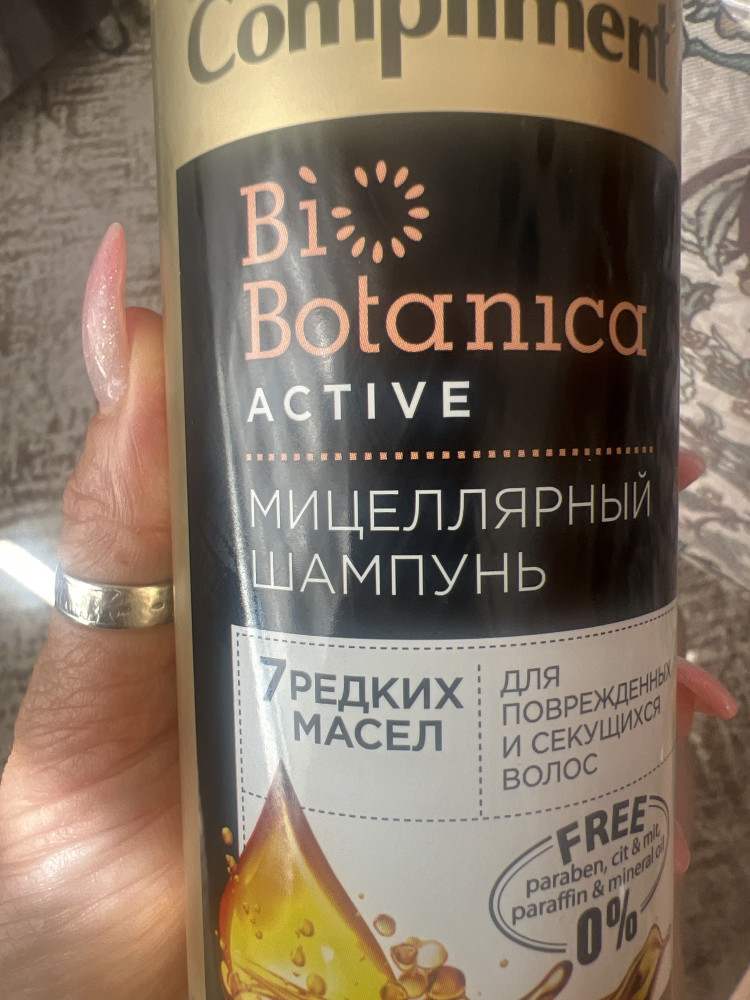 Compliment
Bio
Botanica
ACTIVE
МИЦЕЛЛЯРНЫЙ
ШАМПУНЬ
7 РЕДКИХ
МАСЕЛ
ДЛЯ
ПОВРЕЖДЕННЫХ
И СЕКУЩИХСЯ
ВОЛОС
FREE
paraben, cit & mit,
paraffin & mineral oil
0%